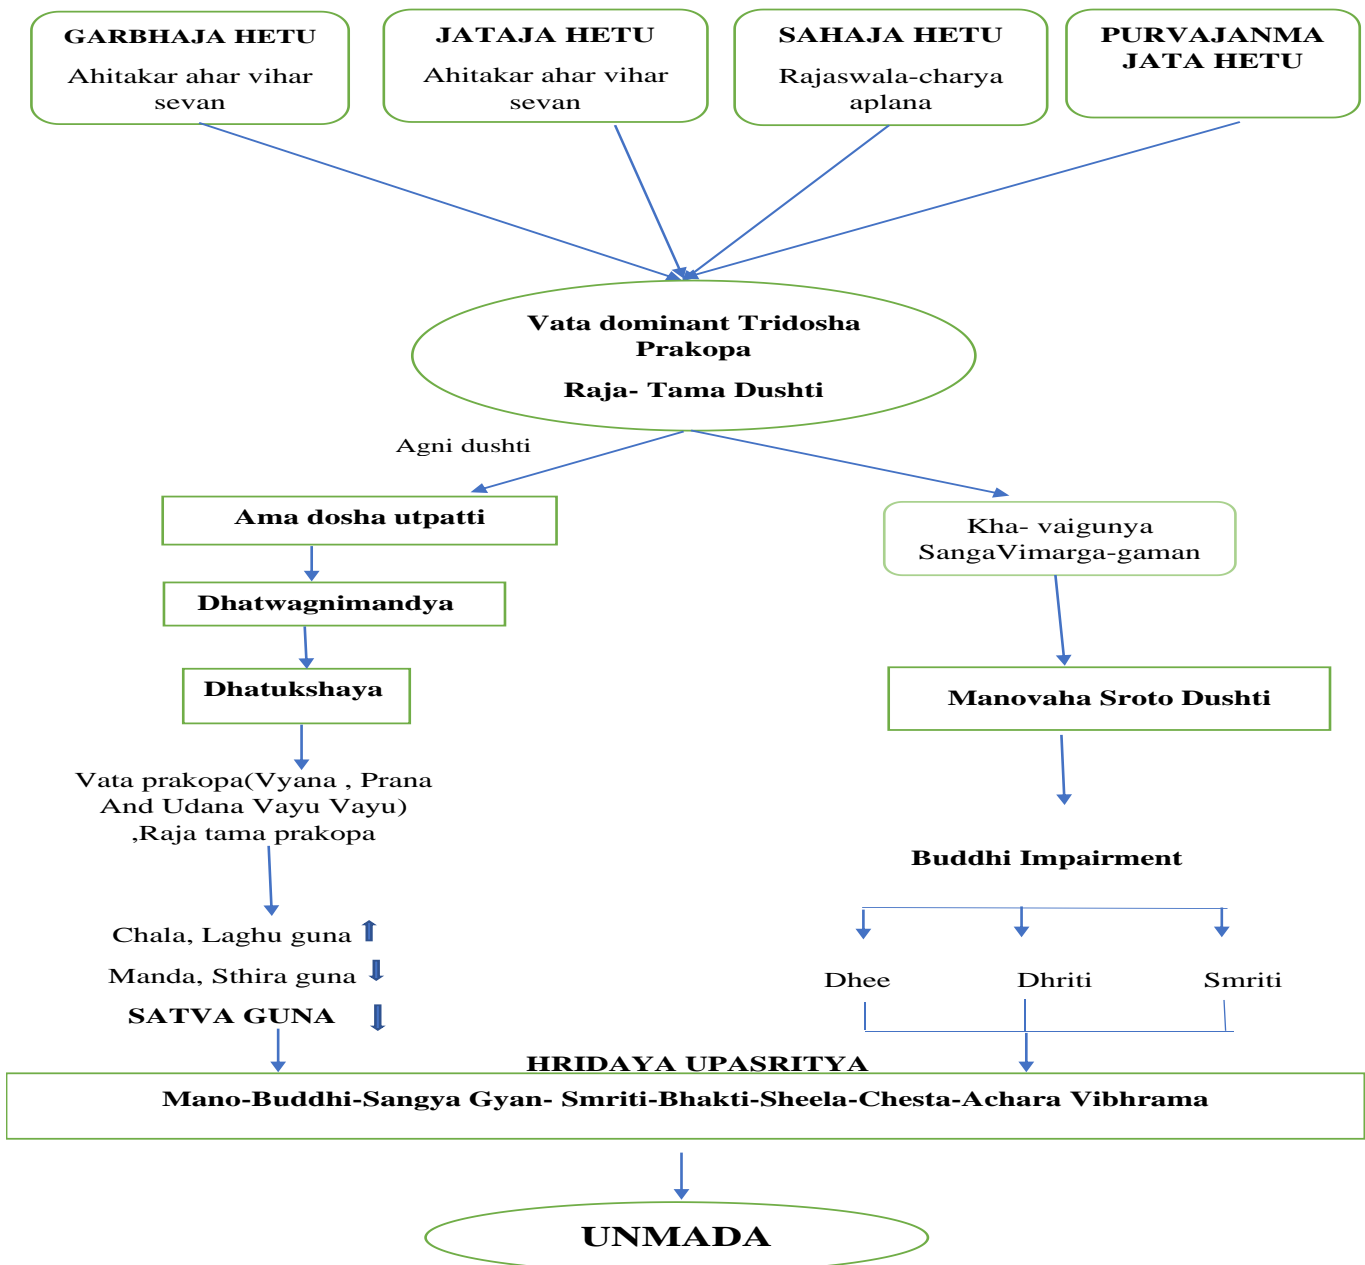 GARBHAJA HETU
Ahitakar ahar vihar
sevan
JATAJA HETU
Ahitakar ahar vihar
sevan
SAHAJA HETU
Rajaswala-charya
aplana
PURVAJANMA
JATA HETU
Vata dominant Tridosha
Prakopa
Raja- Tama Dushti
Agni dushti
Ama dosha utpatti
Dhatwagnimandya
Dhatukshaya
Vata prakopa(Vyana , Prana
And Udana Vayu Vayu)
,Raja tama prakopa
Chala, Laghu guna
Manda, Sthira guna
SATVA GUNA
Kha- vaigunya
SangaVimarga-gaman
Manovaha Sroto Dushti
Buddhi Impairment
Dhee
Dhriti
Smriti
HRIDAYA UPASRITYA
Mano-Buddhi-Sangya Gyan- Smriti-Bhakti-Sheela-Chesta-Achara Vibhrama
UNMADA